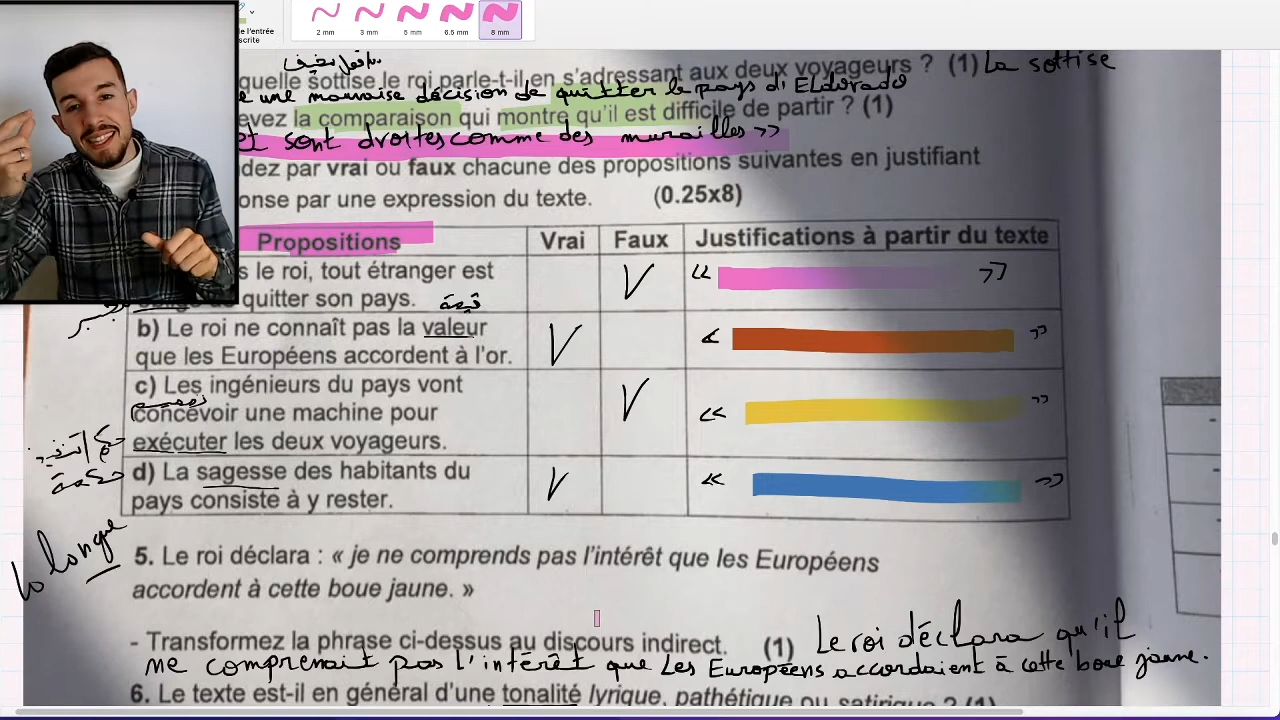 l'entrée
scrite
2 mm 3 mm 5 mm 6.5 mm 8 mm
quelle sottise le roi parle-t-il en s'adressant aux deux voyageurs ? (1) La sottise
une mauvaise décision de quitter le pays d'Eldorado
evez la comparaison qui montre qu'il est difficile de partir ? (1)
et sont droites comme des murailles »
dez par vrai ou faux chacune des propositions suivantes en justifiant
onse par une expression du texte. (0.25x8)
Propositions Vrai Faux Justifications à partir du texte
s le roi, tout étranger est
quitter son pays.
V « »
قيمة
b) Le roi ne connaît pas la valeur
que les Européens accordent à l'or.
V « »
c) Les ingénieurs du pays vont
concevoir une machine pour
exécuter les deux voyageurs.
V « »
d) La sagesse des habitants du
pays consiste à y rester.
V « »
حكمة
longue
5. Le roi déclara : « je ne comprends pas l'intérêt que les Européens
accordent à cette boue jaune. »
- Transformez la phrase ci-dessus au discours indirect. (1) Le roi déclara qu'il
ne comprenait pas l'intérêt que les Européens accordaient à cette boue jaune.
6. Le texte est-il en général d'une tonalité lyrique, pathétique ou satirique ? (1)